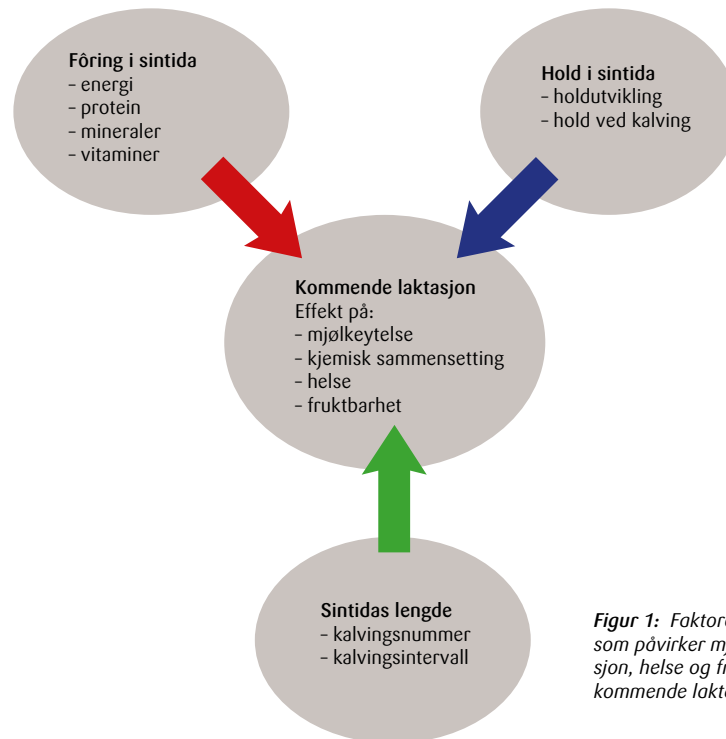 Fôring i sintida
– energi
– protein
– mineraler
– vitaminer
Hold i sintida
– holdutvikling
– hold ved kalving
Kommende laktasjon
Effekt på:
– mjølkeytelse
– kjemisk sammensetting
– helse
– fruktbarhet
Sintidas lengde
– kalvingsnummer
– kalvingsintervall
Figur 1:
som påvirker
sjon, helse og
kommende